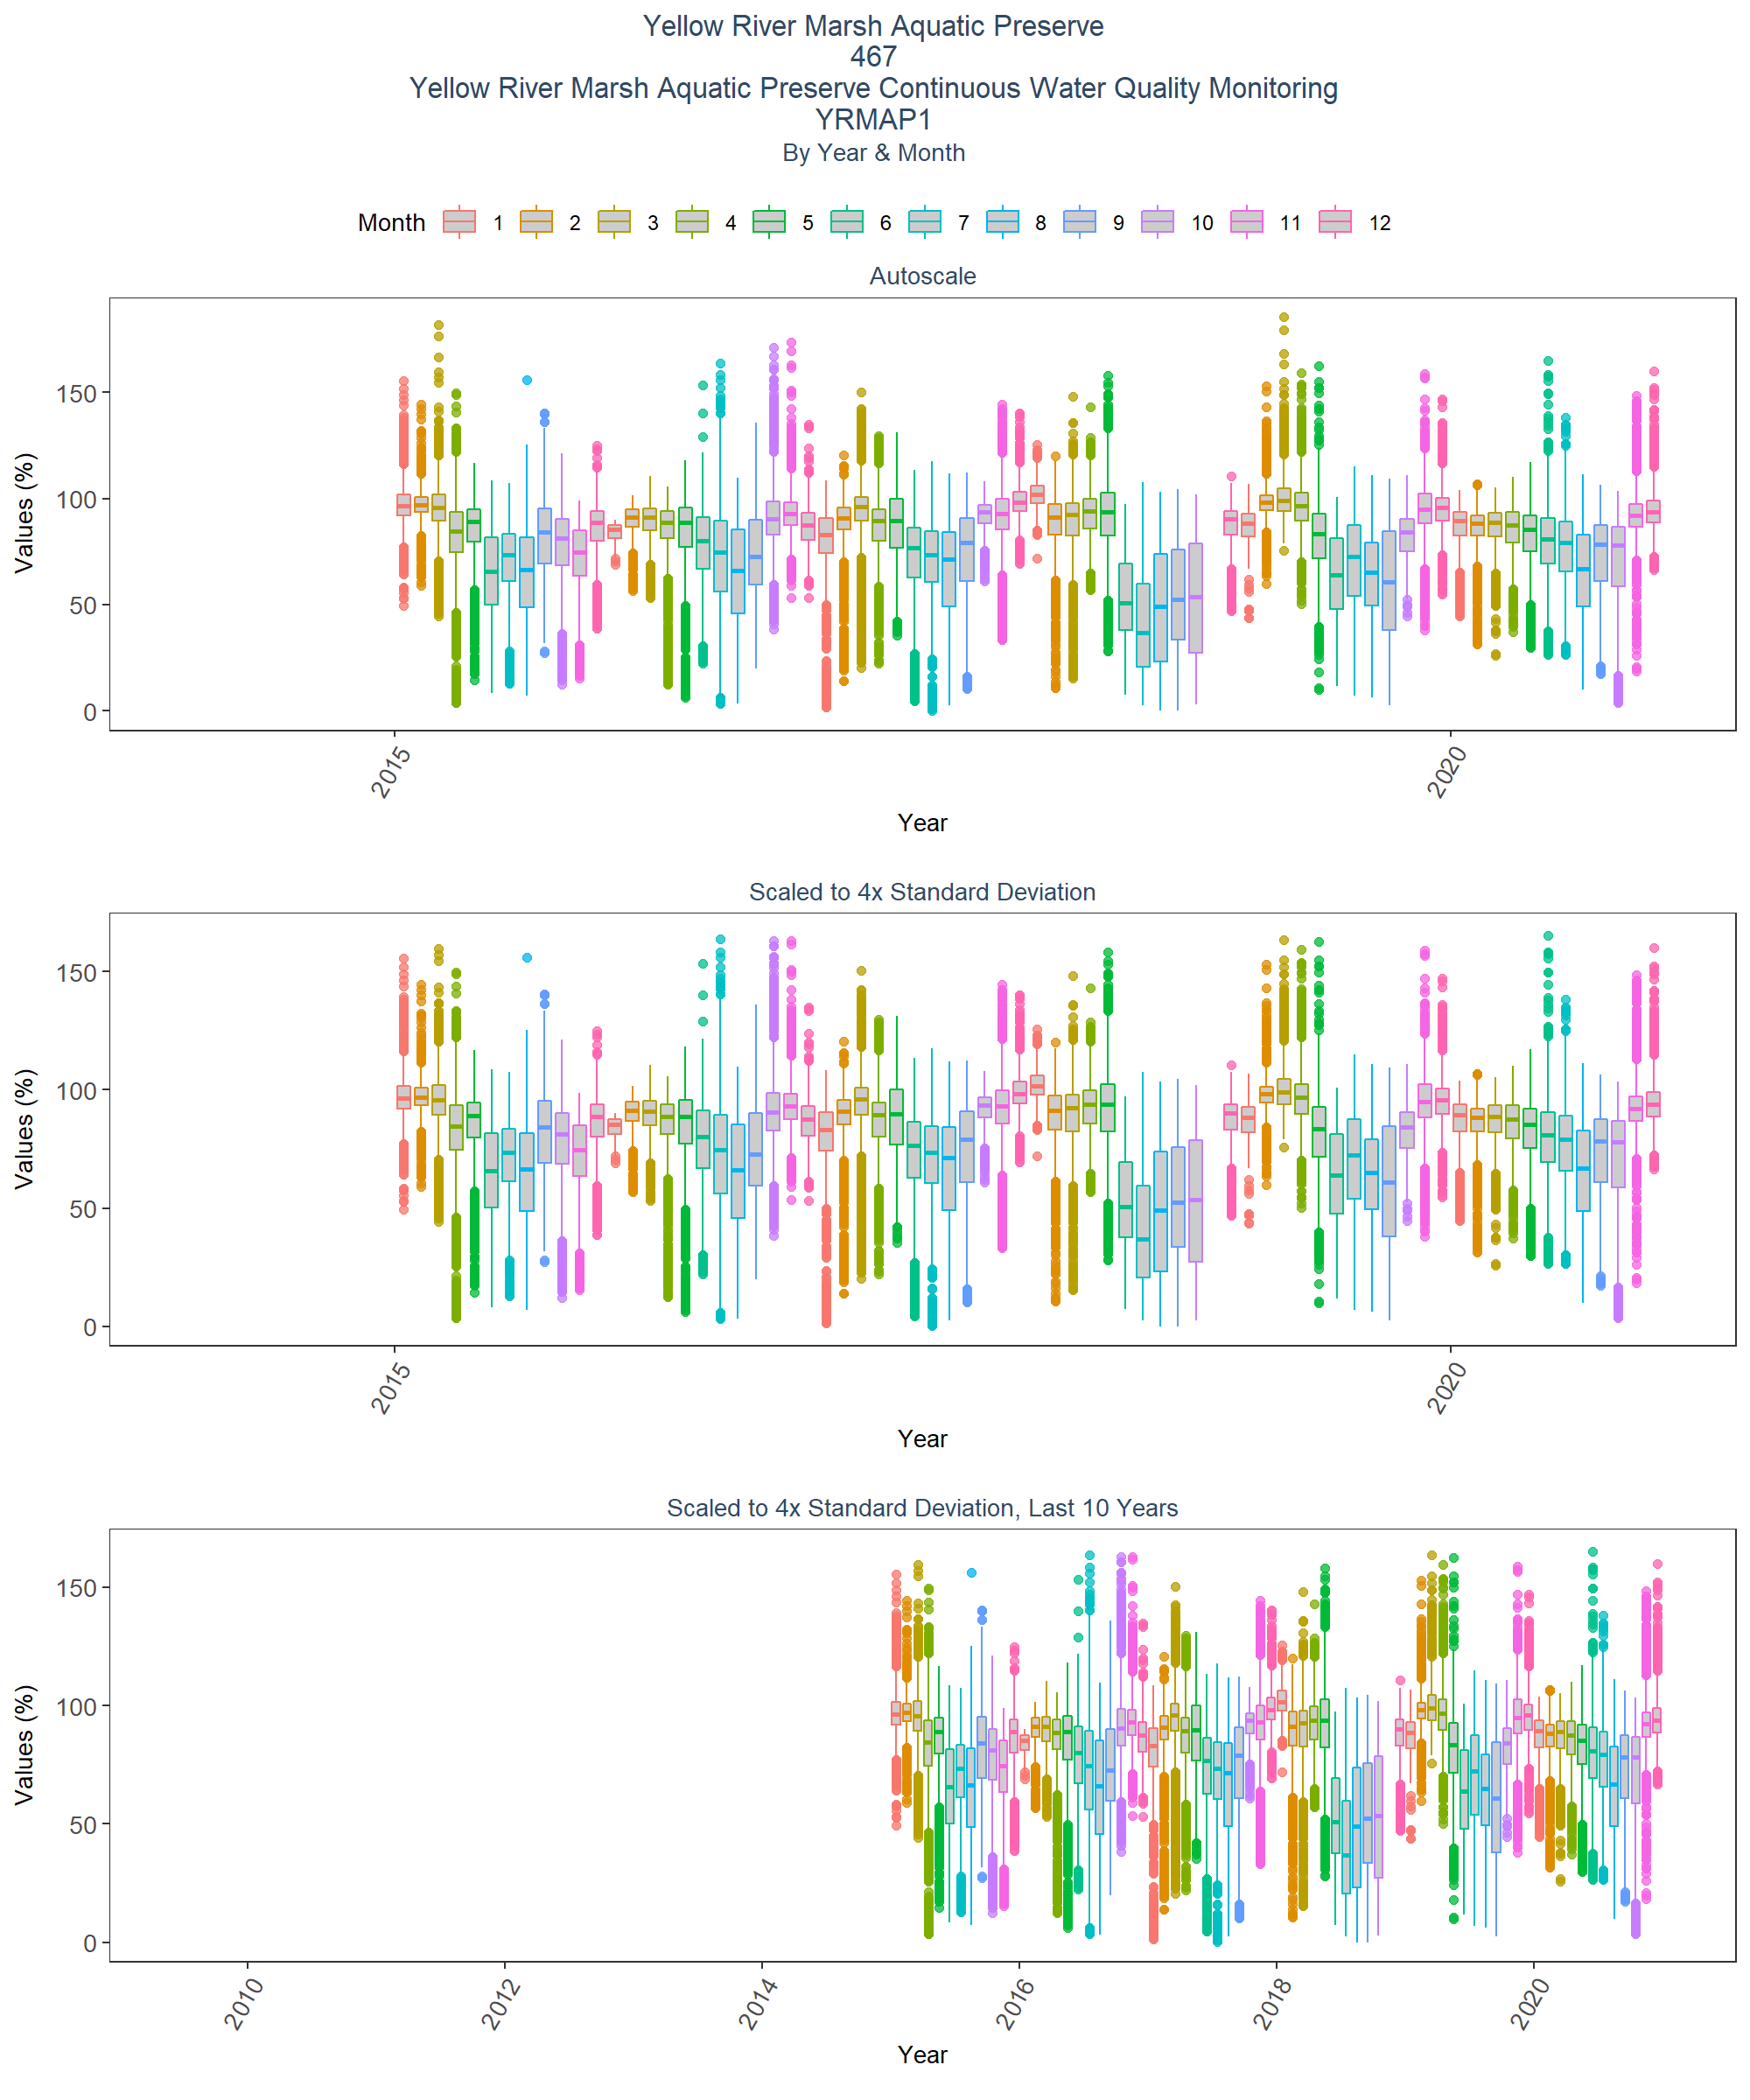 Yellow River Marsh Aquatic Preserve
467
Yellow River Marsh Aquatic Preserve Continuous Water Quality Monitoring
YRMAP1
By Year & Month
Month 1 2 3 4 5 6 7 8 9 10 11 12
Autoscale
Values (%)
150
100
50
0
2015 2020
Year
Scaled to 4x Standard Deviation
Values (%)
150
100
50
0
2015 2020
Year
Scaled to 4x Standard Deviation, Last 10 Years
Values (%)
150
100
50
0
2010 2012 2014 2016 2018 2020
Year